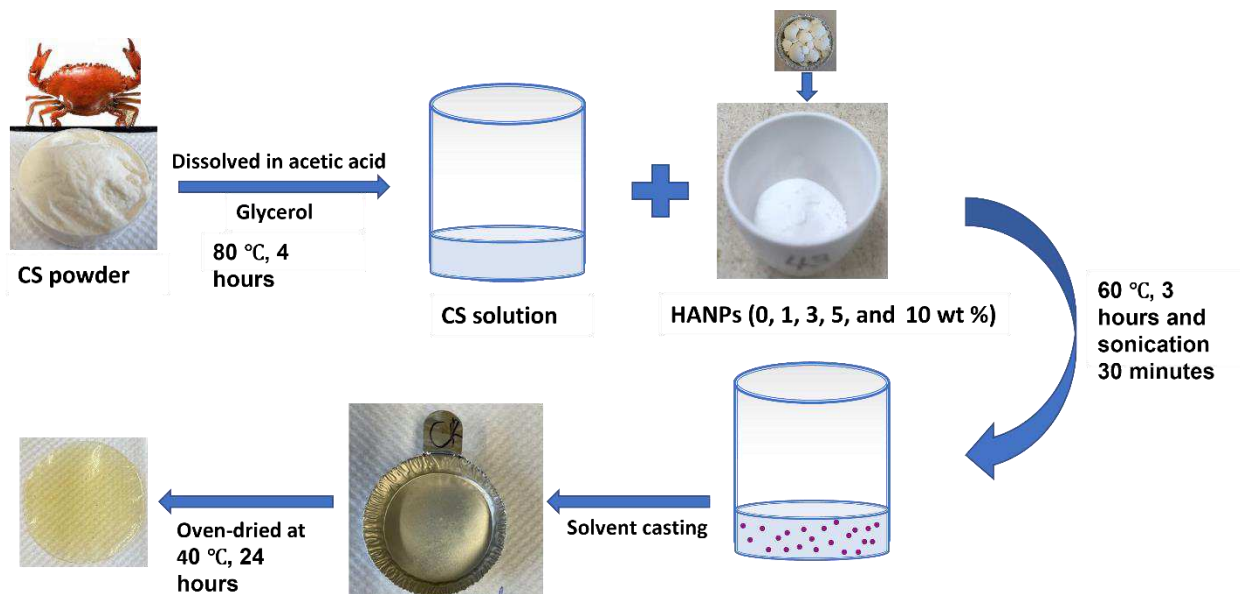 Dissolved in acetic acid
Glycerol
80 ℃, 4
hours
CS powder
CS solution
HANPs (0, 1, 3, 5, and 10 wt %)
60 ℃, 3
hours and
sonication
30 minutes
Solvent casting
Oven-dried at
40 ℃, 24
hours